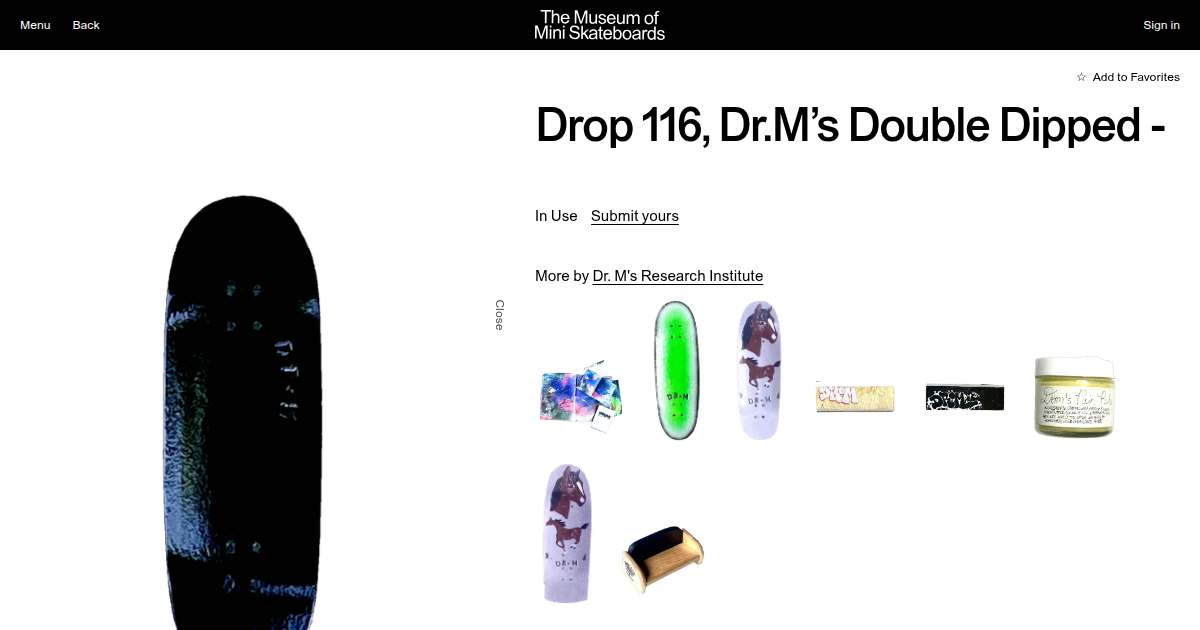 Menu
Back
The Museum of
Mini Skateboards
Sign in
☆ Add to Favorites
Drop 116, Dr.M’s Double Dipped -
In Use
Submit yours
Close
More by Dr. M's Research Institute
DR•M
DR•M
DR•M